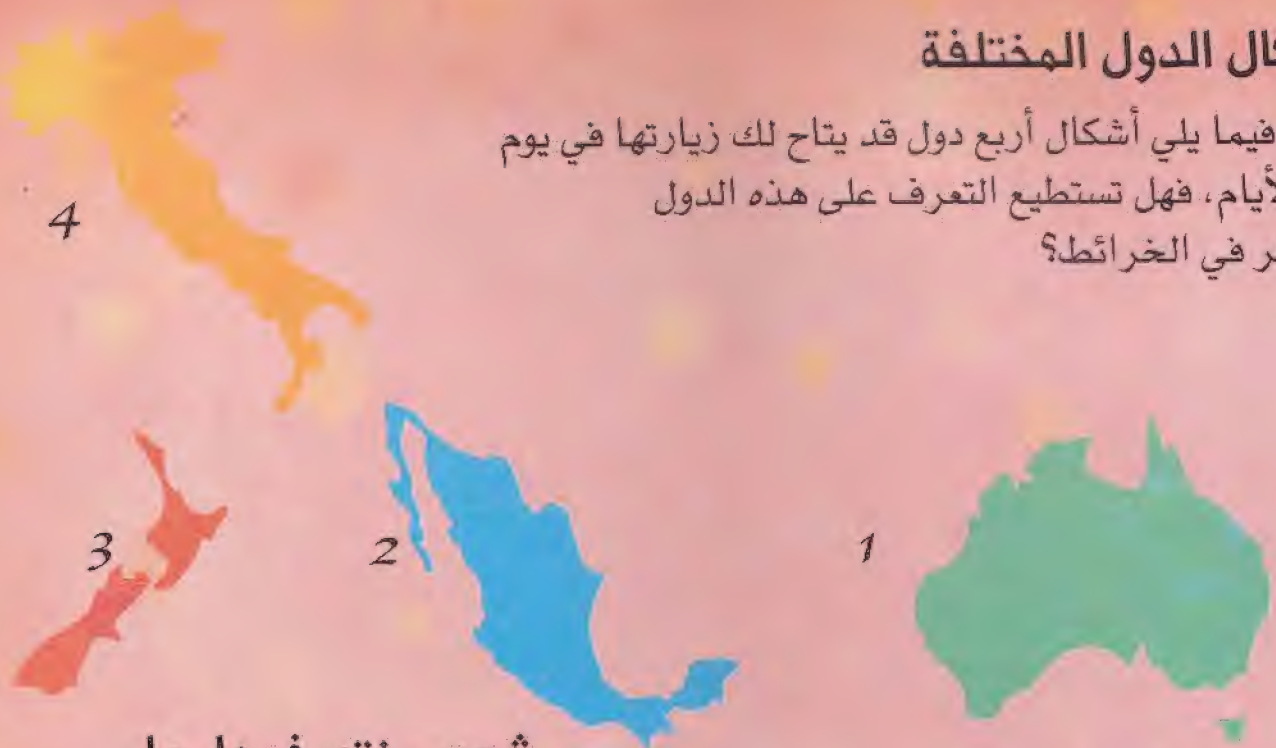 ال الدول المختلفة
فيما يلي أشكال أربع دول قد يتاح لك زيارتها في يوم
لأيام، فهل تستطيع التعرف على هذه الدول
ر في الخرائط؟
4
3
2
1